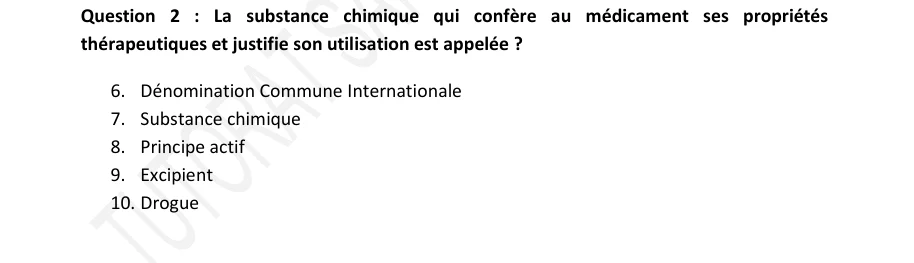 Question 2 : La substance chimique qui confère au médicament ses propriétés
thérapeutiques et justifie son utilisation est appelée ?
6. Dénomination Commune Internationale
7. Substance chimique
8. Principe actif
9. Excipient
10. Drogue
TUTORAT